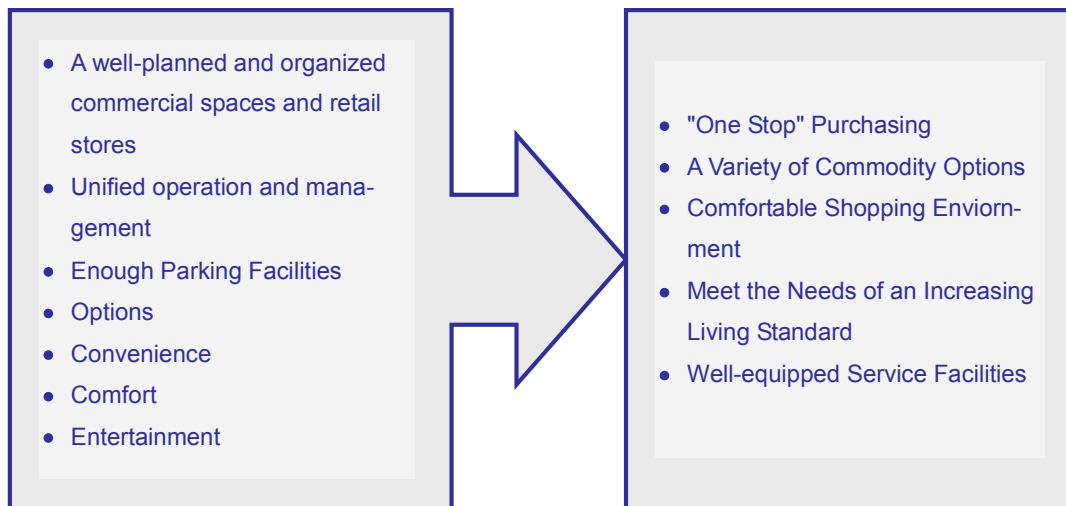 ● A well-planned and organized
commercial spaces and retail
stores
● Unified operation and mana-
gement
● Enough Parking Facilities
● Options
● Convenience
● Comfort
● Entertainment
● "One Stop" Purchasing
● A Variety of Commodity Options
● Comfortable Shopping Enviorn-
ment
● Meet the Needs of an Increasing
Living Standard
● Well-equipped Service Facilities